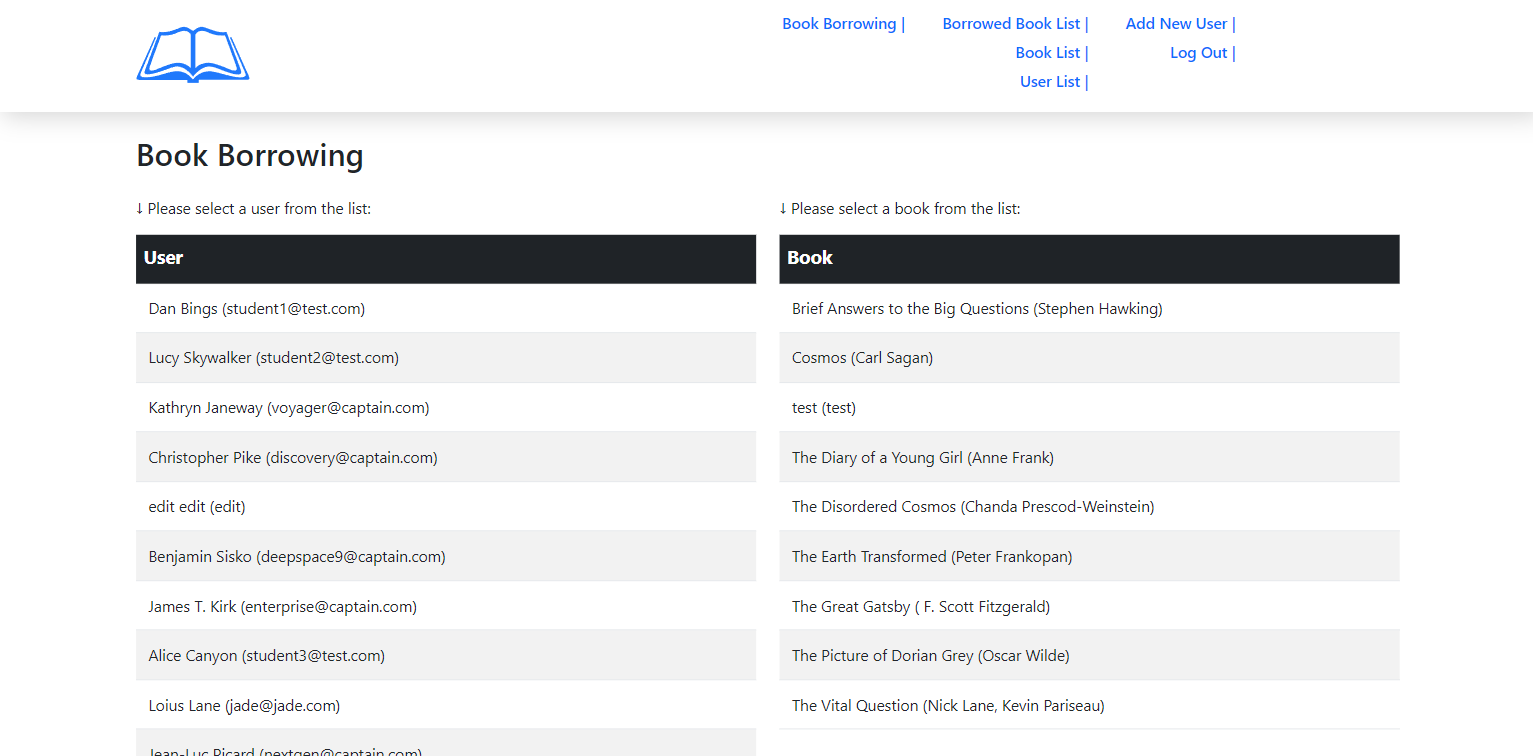 Book Borrowing | Borrowed Book List | Add New User |
Book List | Log Out |
User List |
Book Borrowing
↓ Please select a user from the list:
User
Dan Bings (student1@test.com)
Lucy Skywalker (student2@test.com)
Kathryn Janeway (voyager@captain.com)
Christopher Pike (discovery@captain.com)
edit edit (edit)
Benjamin Sisko (deepspace9@captain.com)
James T. Kirk (enterprise@captain.com)
Alice Canyon (student3@test.com)
Loius Lane (jade@jade.com)
Jean-Luc Picard (nextgen@captain.com)
↓ Please select a book from the list:
Book
Brief Answers to the Big Questions (Stephen Hawking)
Cosmos (Carl Sagan)
test (test)
The Diary of a Young Girl (Anne Frank)
The Disordered Cosmos (Chanda Prescod-Weinstein)
The Earth Transformed (Peter Frankopan)
The Great Gatsby ( F. Scott Fitzgerald)
The Picture of Dorian Grey (Oscar Wilde)
The Vital Question (Nick Lane, Kevin Pariseau)